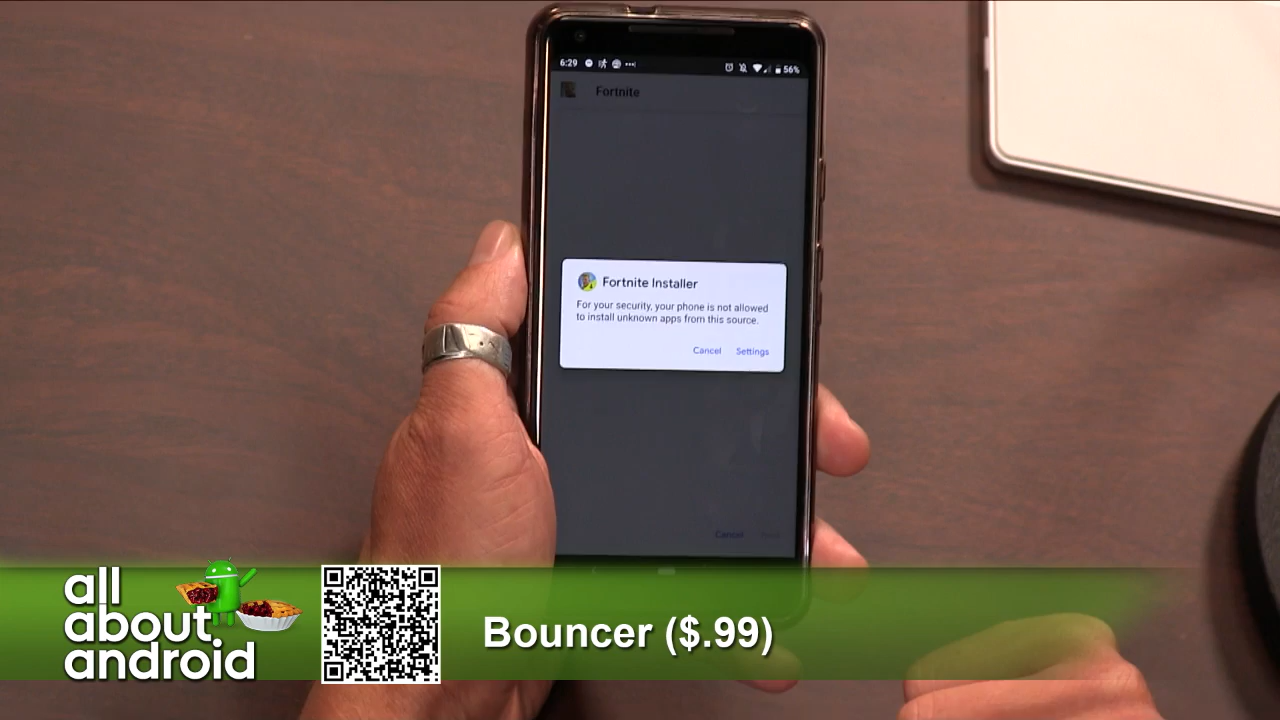 6:29
56%
Fortnite
Fortnite Installer
For your security, your phone is not allowed
to install unknown apps from this source.
Cancel Settings
Cancel
all
about
android
Bouncer ($.99)